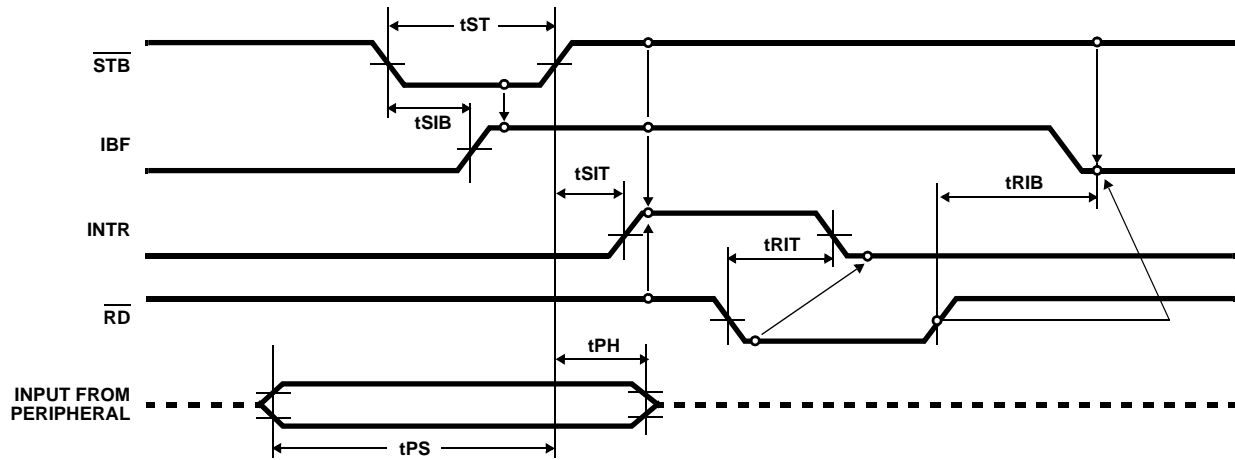 tST
STB
tSIB
IBF
tSIT
tRIB
INTR
tRIT
RD
tPH
INPUT FROM
PERIPHERAL
tPS